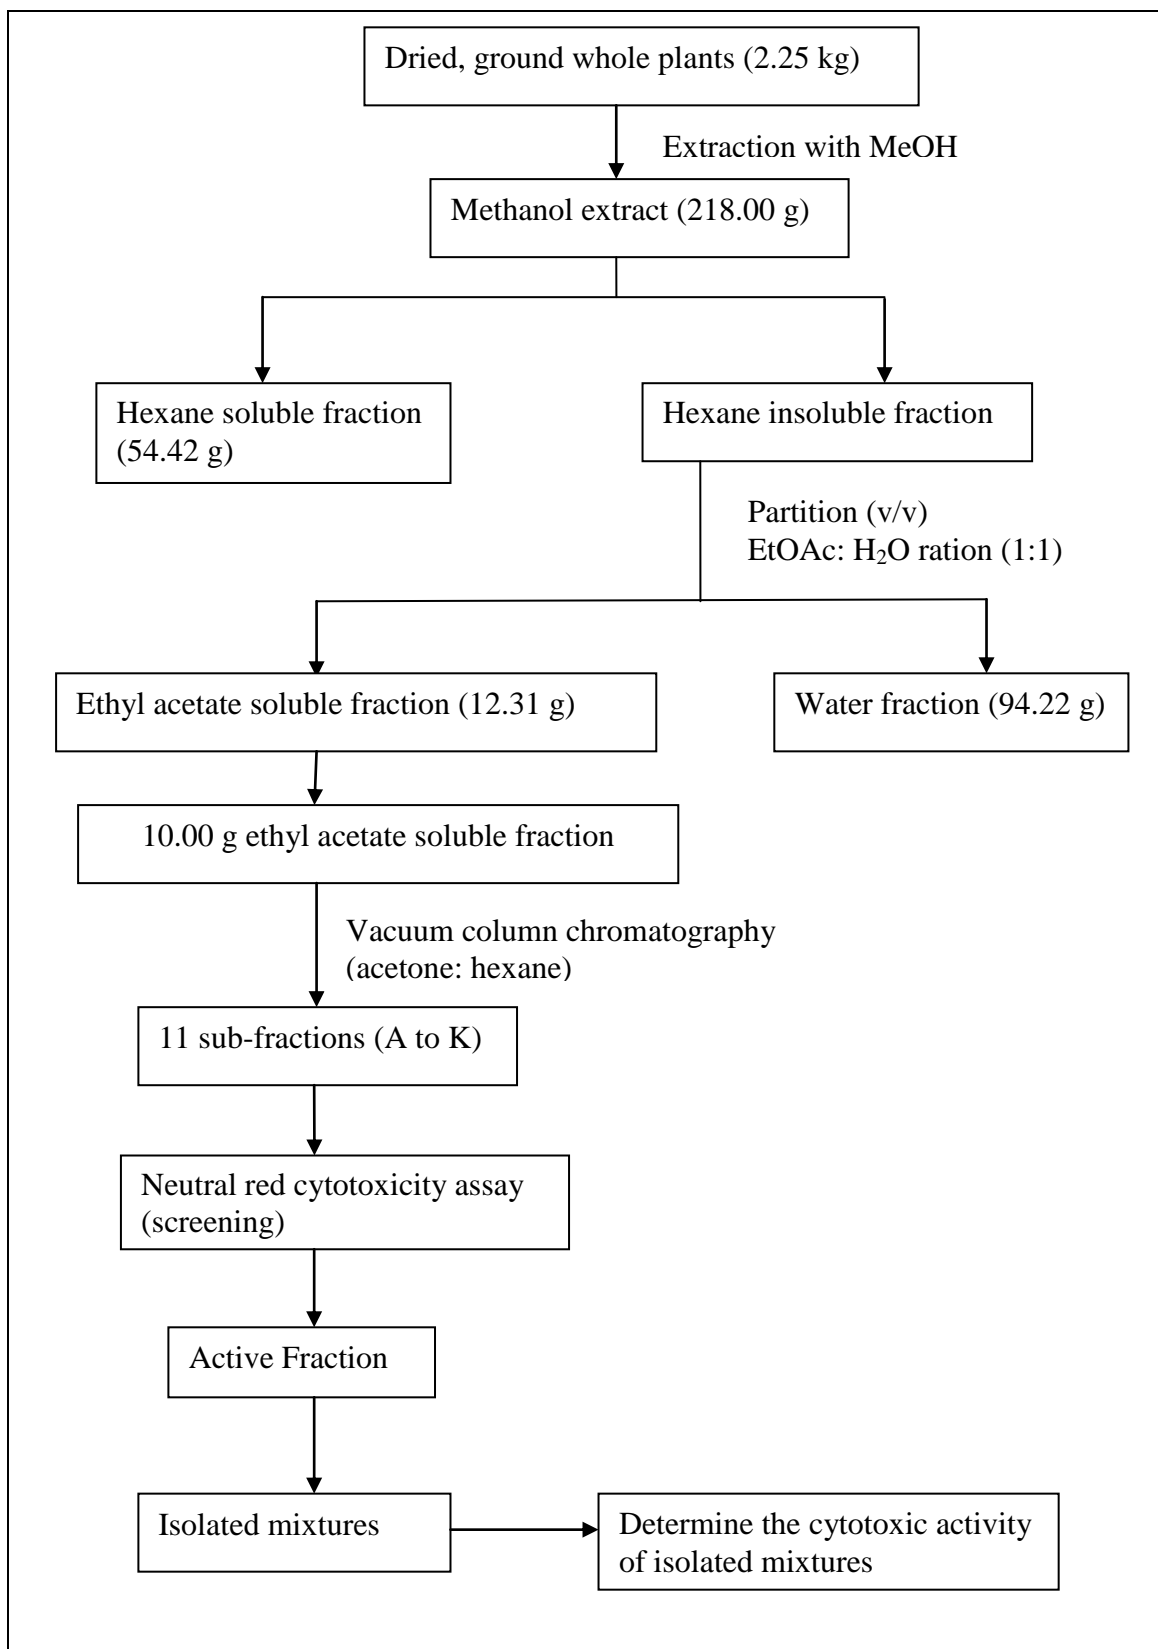 Dried, ground whole plants (2.25 kg)
Extraction with MeOH
Methanol extract (218.00 g)
Hexane soluble fraction
(54.42 g)
Hexane insoluble fraction
Partition (v/v)
EtOAc: H₂O ration (1:1)
Ethyl acetate soluble fraction (12.31 g)
Water fraction (94.22 g)
10.00 g ethyl acetate soluble fraction
Vacuum column chromatography
(acetone: hexane)
11 sub-fractions (A to K)
Neutral red cytotoxicity assay
(screening)
Active Fraction
Isolated mixtures
Determine the cytotoxic activity
of isolated mixtures